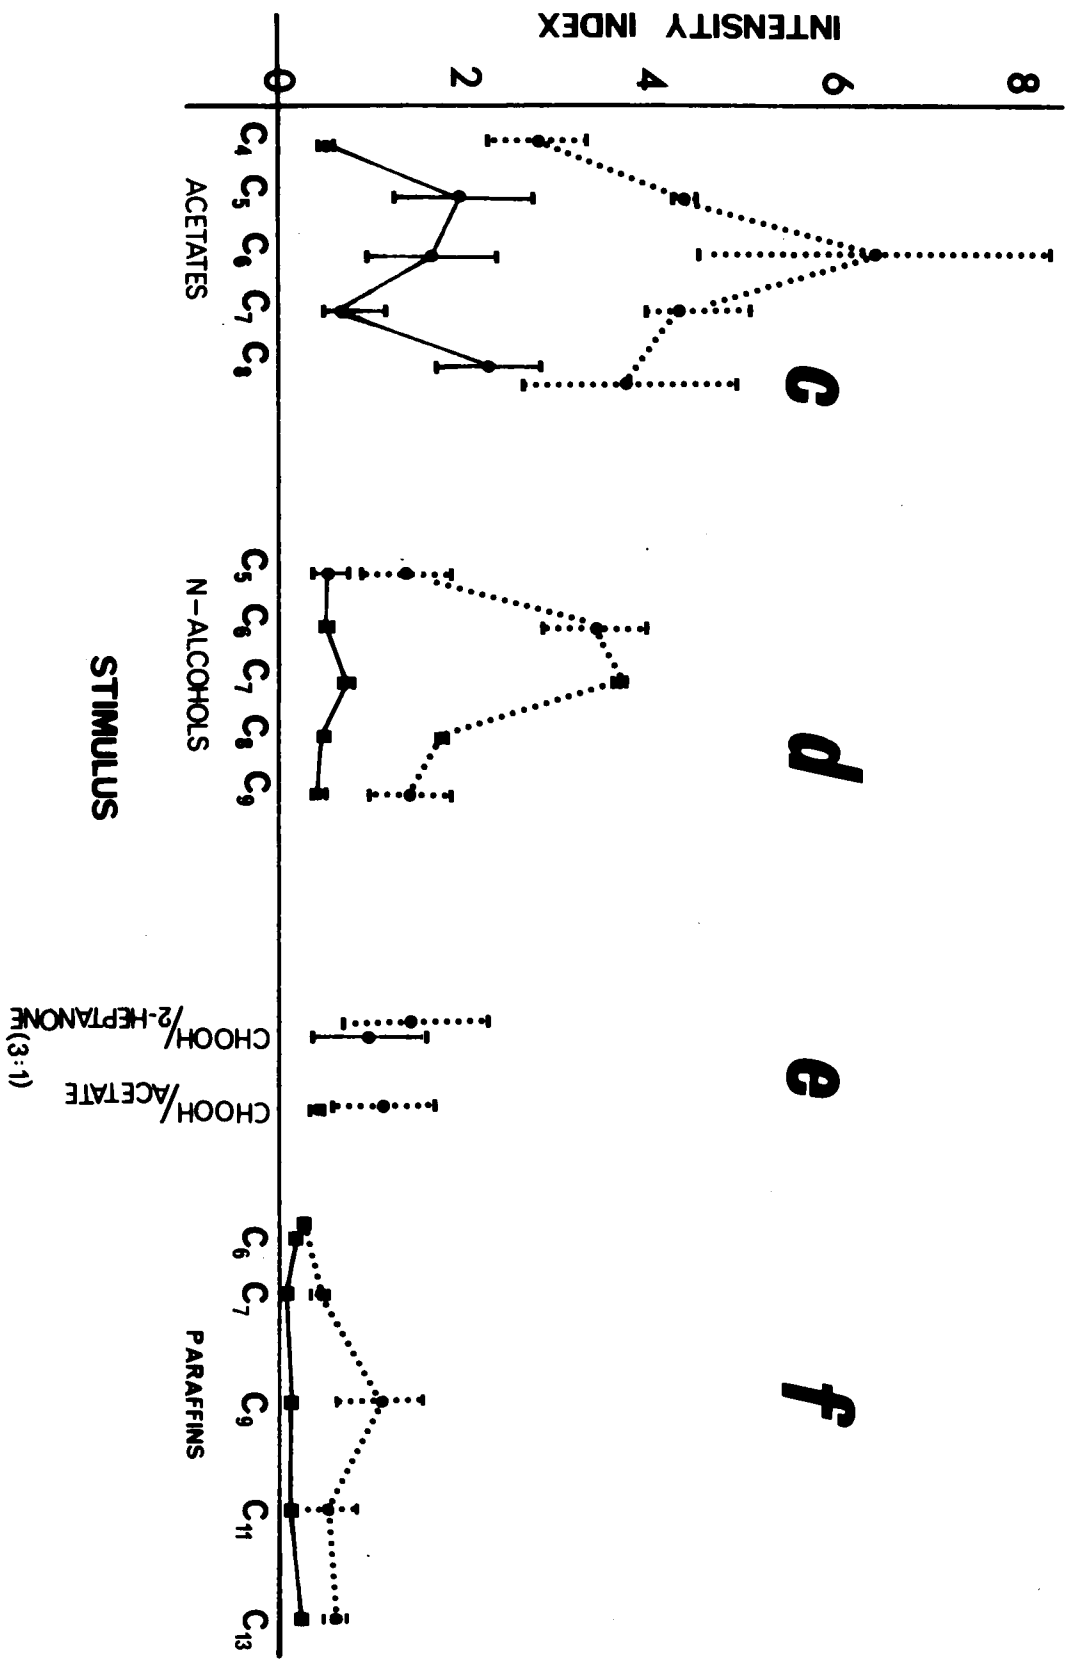 INTENSITY INDEX
8
6
4
2
0
c
d
e
f
C4 C5 C6 C7 C8
ACETATES
C5 C6 C7 C8 C9
N-ALCOHOLS
CHOOH/
/2-HEPTANONE
(3:1)
CHOOH/
/ACETATE
C6 C7 C9 C11 C13
PARAFFINS
STIMULUS